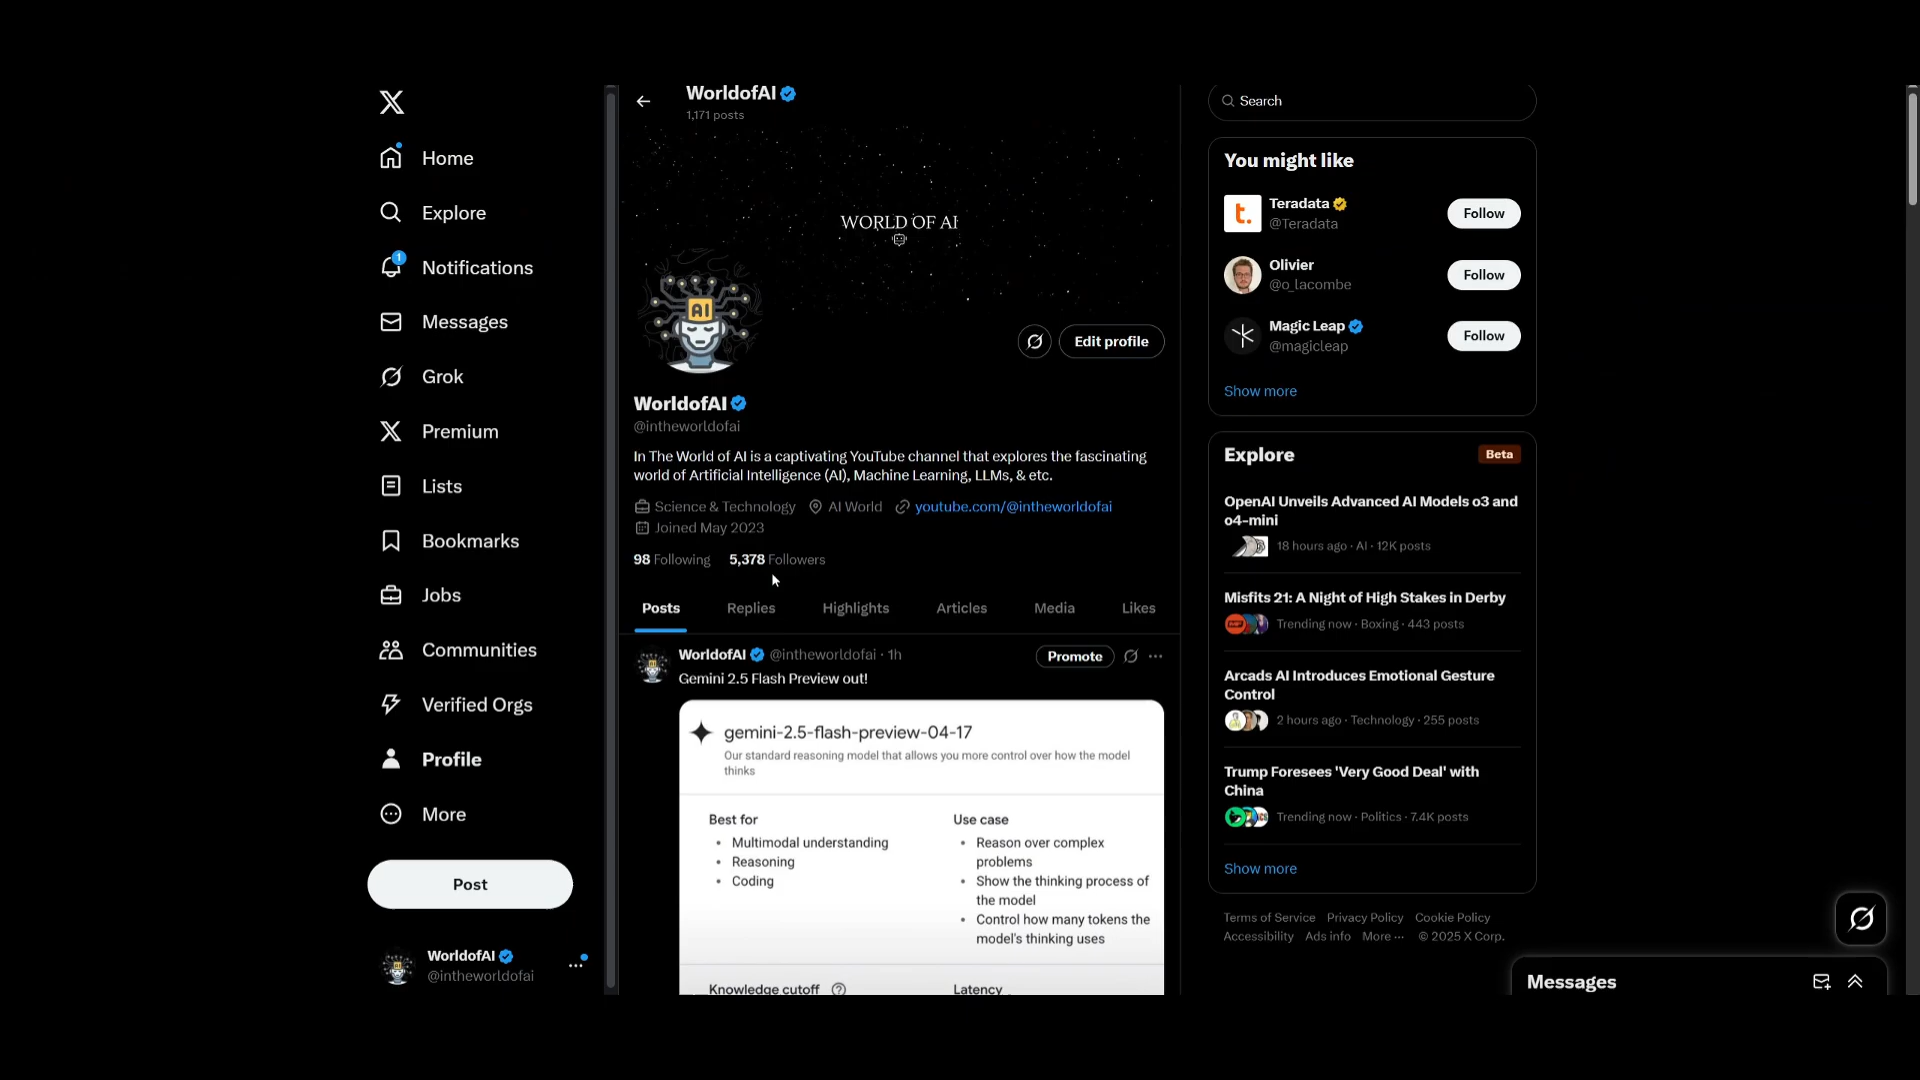 Home
Explore
1
Notifications
Messages
Grok
Premium
Lists
Bookmarks
Jobs
Communities
Verified Orgs
Profile
More
Post
WorldofAI
@intheworldofai
WorldofAI
1,171 posts
WORLD OF AI
AI
Edit profile
WorldofAI
@intheworldofai
In The World of AI is a captivating YouTube channel that explores the fascinating
world of Artificial Intelligence (AI), Machine Learning, LLMs, & etc.
Science & Technology AI World youtube.com/@intheworldofai
Joined May 2023
98 Following 5,378 Followers
Posts Replies Highlights Articles Media Likes
WorldofAI @intheworldofai · 1h
Promote
Gemini 2.5 Flash Preview out!
gemini-2.5-flash-preview-04-17
Our standard reasoning model that allows you more control over how the model
thinks
Best for
• Multimodal understanding
• Reasoning
• Coding
Use case
• Reason over complex
problems
• Show the thinking process of
the model
• Control how many tokens the
model's thinking uses
Knowledge cutoff
Latency
Search
You might like
t.
Teradata
@Teradata
Follow
Olivier
@o_lacombe
Follow
Magic Leap
@magicleap
Follow
Show more
Explore
Beta
OpenAI Unveils Advanced AI Models o3 and
o4-mini
18 hours ago · AI · 12K posts
Misfits 21: A Night of High Stakes in Derby
Trending now · Boxing · 443 posts
Arcads AI Introduces Emotional Gesture
Control
2 hours ago · Technology · 255 posts
Trump Foresees 'Very Good Deal' with
China
Trending now · Politics · 7.4K posts
Show more
Terms of Service Privacy Policy Cookie Policy
Accessibility Ads info More ··· © 2025 X Corp.
Messages